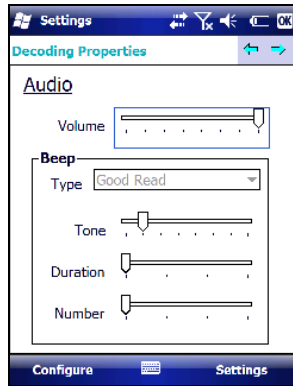 Settings OK
Decoding Properties
Audio
Volume
Beep
Type Good Read
Tone
Duration
Number
Configure Settings